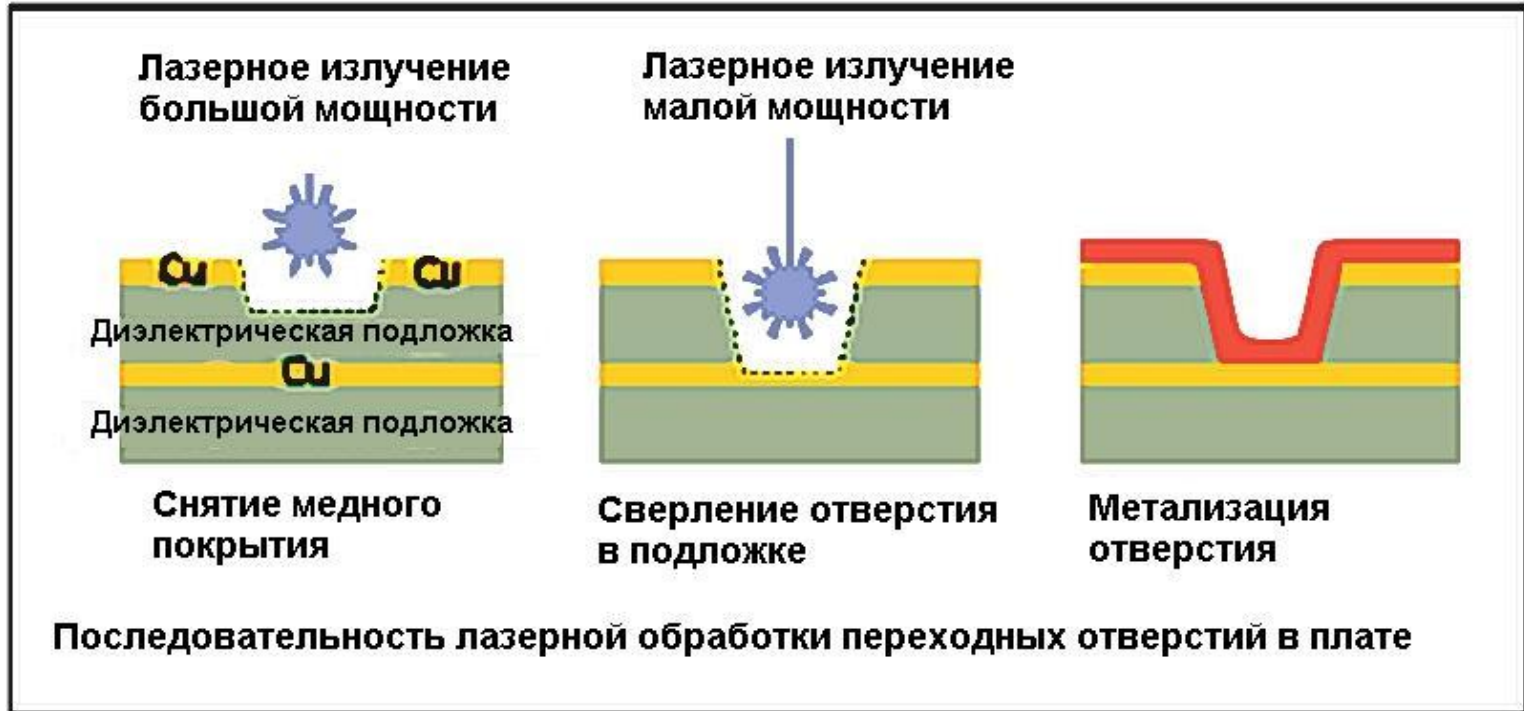 Лазерное излучение
большой мощности
Лазерное излучение
малой мощности
Cu
Cu
Диэлектрическая подложка
Cu
Диэлектрическая подложка
Снятие медного
покрытия
Сверление отверстия
в подложке
Метализация
отверстия
Последовательность лазерной обработки переходных отверстий в плате